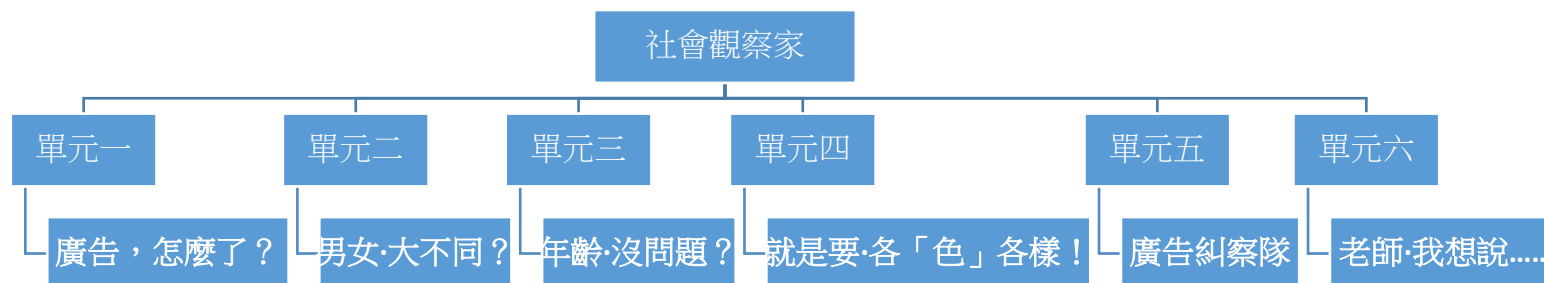 社會觀察家
單元一
單元二
單元三
單元四
單元五
單元六
廣告，怎麼了？
男女‧大不同？
年齡‧沒問題？
就是要‧各「色」各樣！
廣告糾察隊
老師‧我想說.....